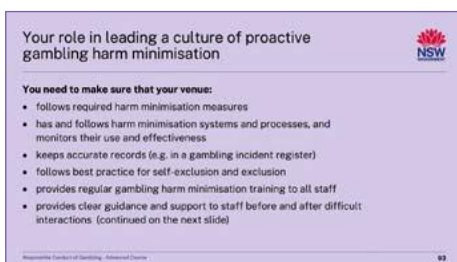 Your role in leading a culture of proactive
gambling harm minimisation
NSW
GOVERNMENT
You need to make sure that your venue:
• follows required harm minimisation measures
• has and follows harm minimisation systems and processes, and
monitors their use and effectiveness
• keeps accurate records (e.g. in a gambling incident register)
• follows best practice for self-exclusion and exclusion
• provides regular gambling harm minimisation training to all staff
• provides clear guidance and support to staff before and after difficult
interactions (continued on the next slide)
Responsible Conduct of Gambling - Advanced Course
93